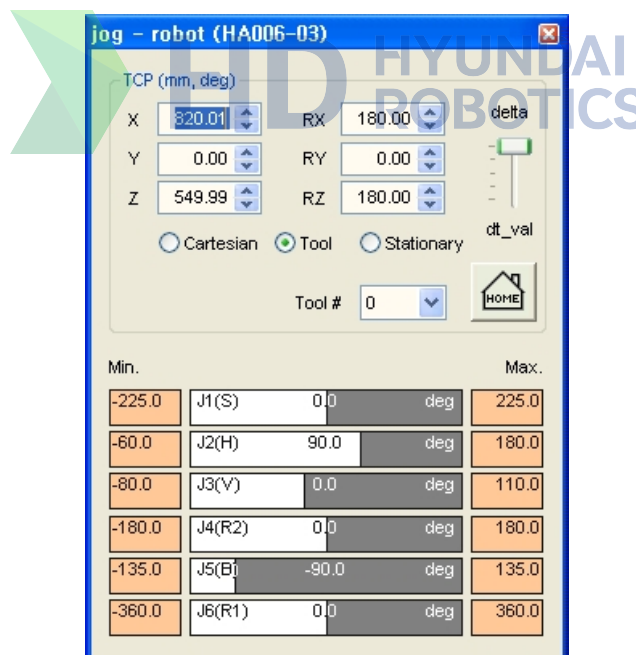 jog - robot (HA006-03)
HYUNDAI
ROBOTICS
TCP (mm, deg)
X 820.01 RX 180.00 delta
Y 0.00 RY 0.00
Z 549.99 RZ 180.00
dt_val
Cartesian Tool Stationary
Tool # 0 HOME
Min. Max.
-225.0 J1(S) 0.0 deg 225.0
-60.0 J2(H) 90.0 deg 180.0
-80.0 J3(V) 0.0 deg 110.0
-180.0 J4(R2) 0.0 deg 180.0
-135.0 J5(B) -90.0 deg 135.0
-360.0 J6(R1) 0.0 deg 360.0